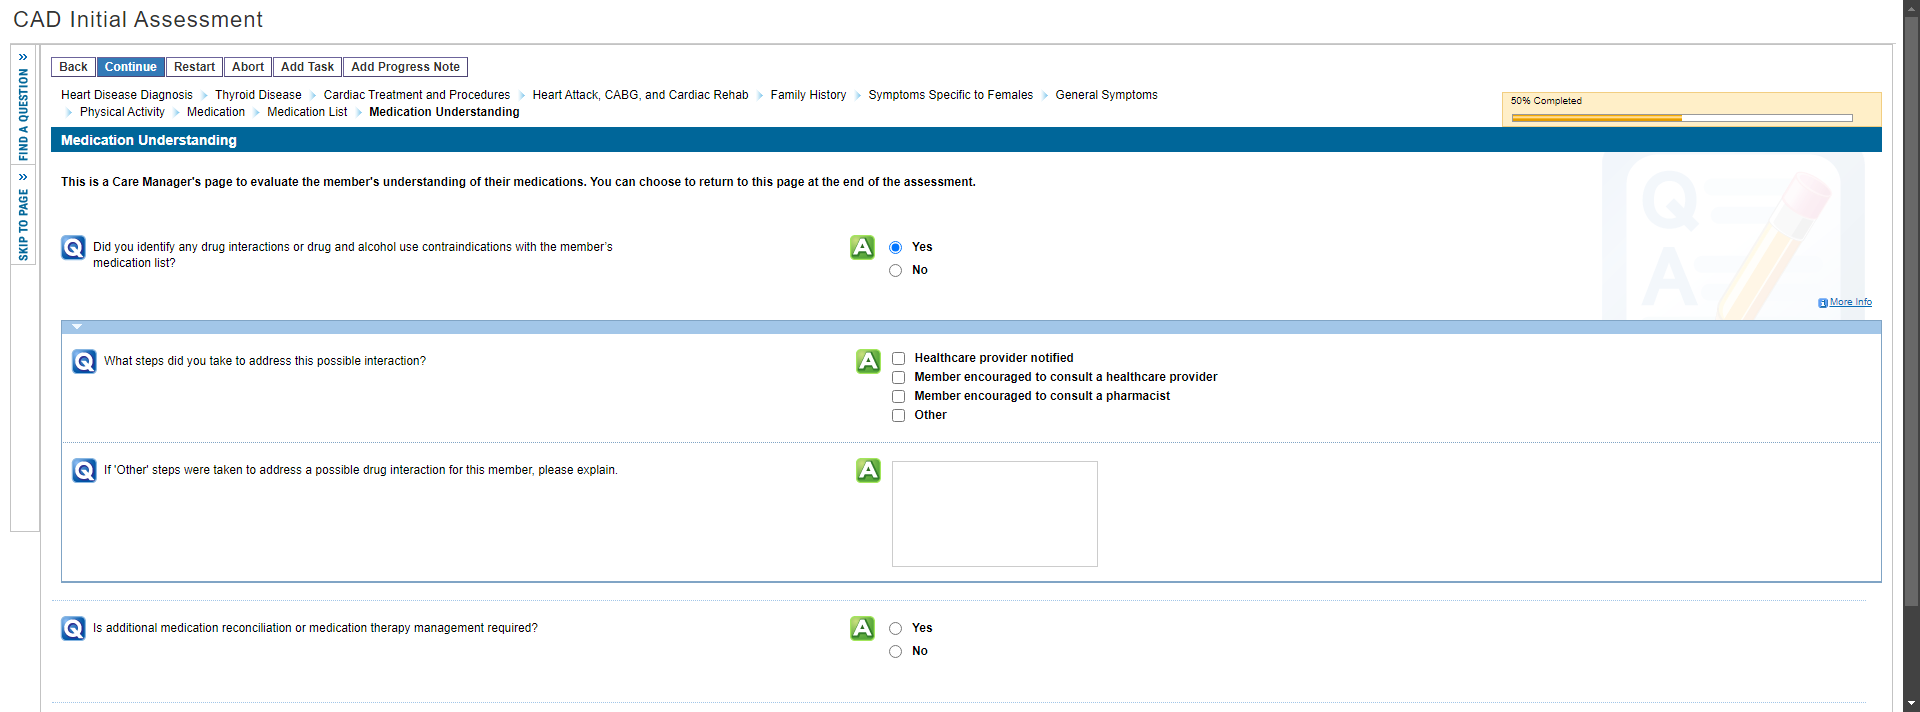 CAD Initial Assessment
Back Continue Restart Abort Add Task Add Progress Note
FIND A QUESTION
SKIP TO PAGE
Heart Disease Diagnosis Thyroid Disease Cardiac Treatment and Procedures Heart Attack, CABG, and Cardiac Rehab Family History Symptoms Specific to Females General Symptoms
Physical Activity Medication Medication List Medication Understanding
50% Completed
Medication Understanding
This is a Care Manager's page to evaluate the member's understanding of their medications. You can choose to return to this page at the end of the assessment.
Q
A
Q Did you identify any drug interactions or drug and alcohol use contraindications with the member's
medication list?
A Yes
No
More Info
Q What steps did you take to address this possible interaction?
A Healthcare provider notified
Member encouraged to consult a healthcare provider
Member encouraged to consult a pharmacist
Other
Q If 'Other' steps were taken to address a possible drug interaction for this member, please explain.
A
Q Is additional medication reconciliation or medication therapy management required?
A Yes
No